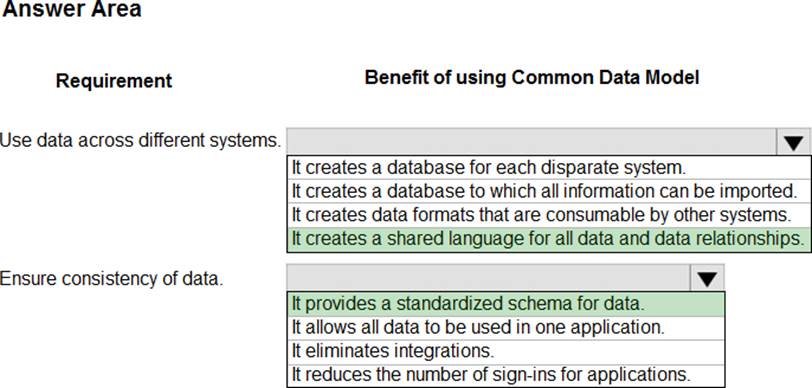 Answer Area
Requirement
Benefit of using Common Data Model
Use data across different systems.
It creates a database for each disparate system.
It creates a database to which all information can be imported.
It creates data formats that are consumable by other systems.
It creates a shared language for all data and data relationships.
Ensure consistency of data.
It provides a standardized schema for data.
It allows all data to be used in one application.
It eliminates integrations.
It reduces the number of sign-ins for applications.